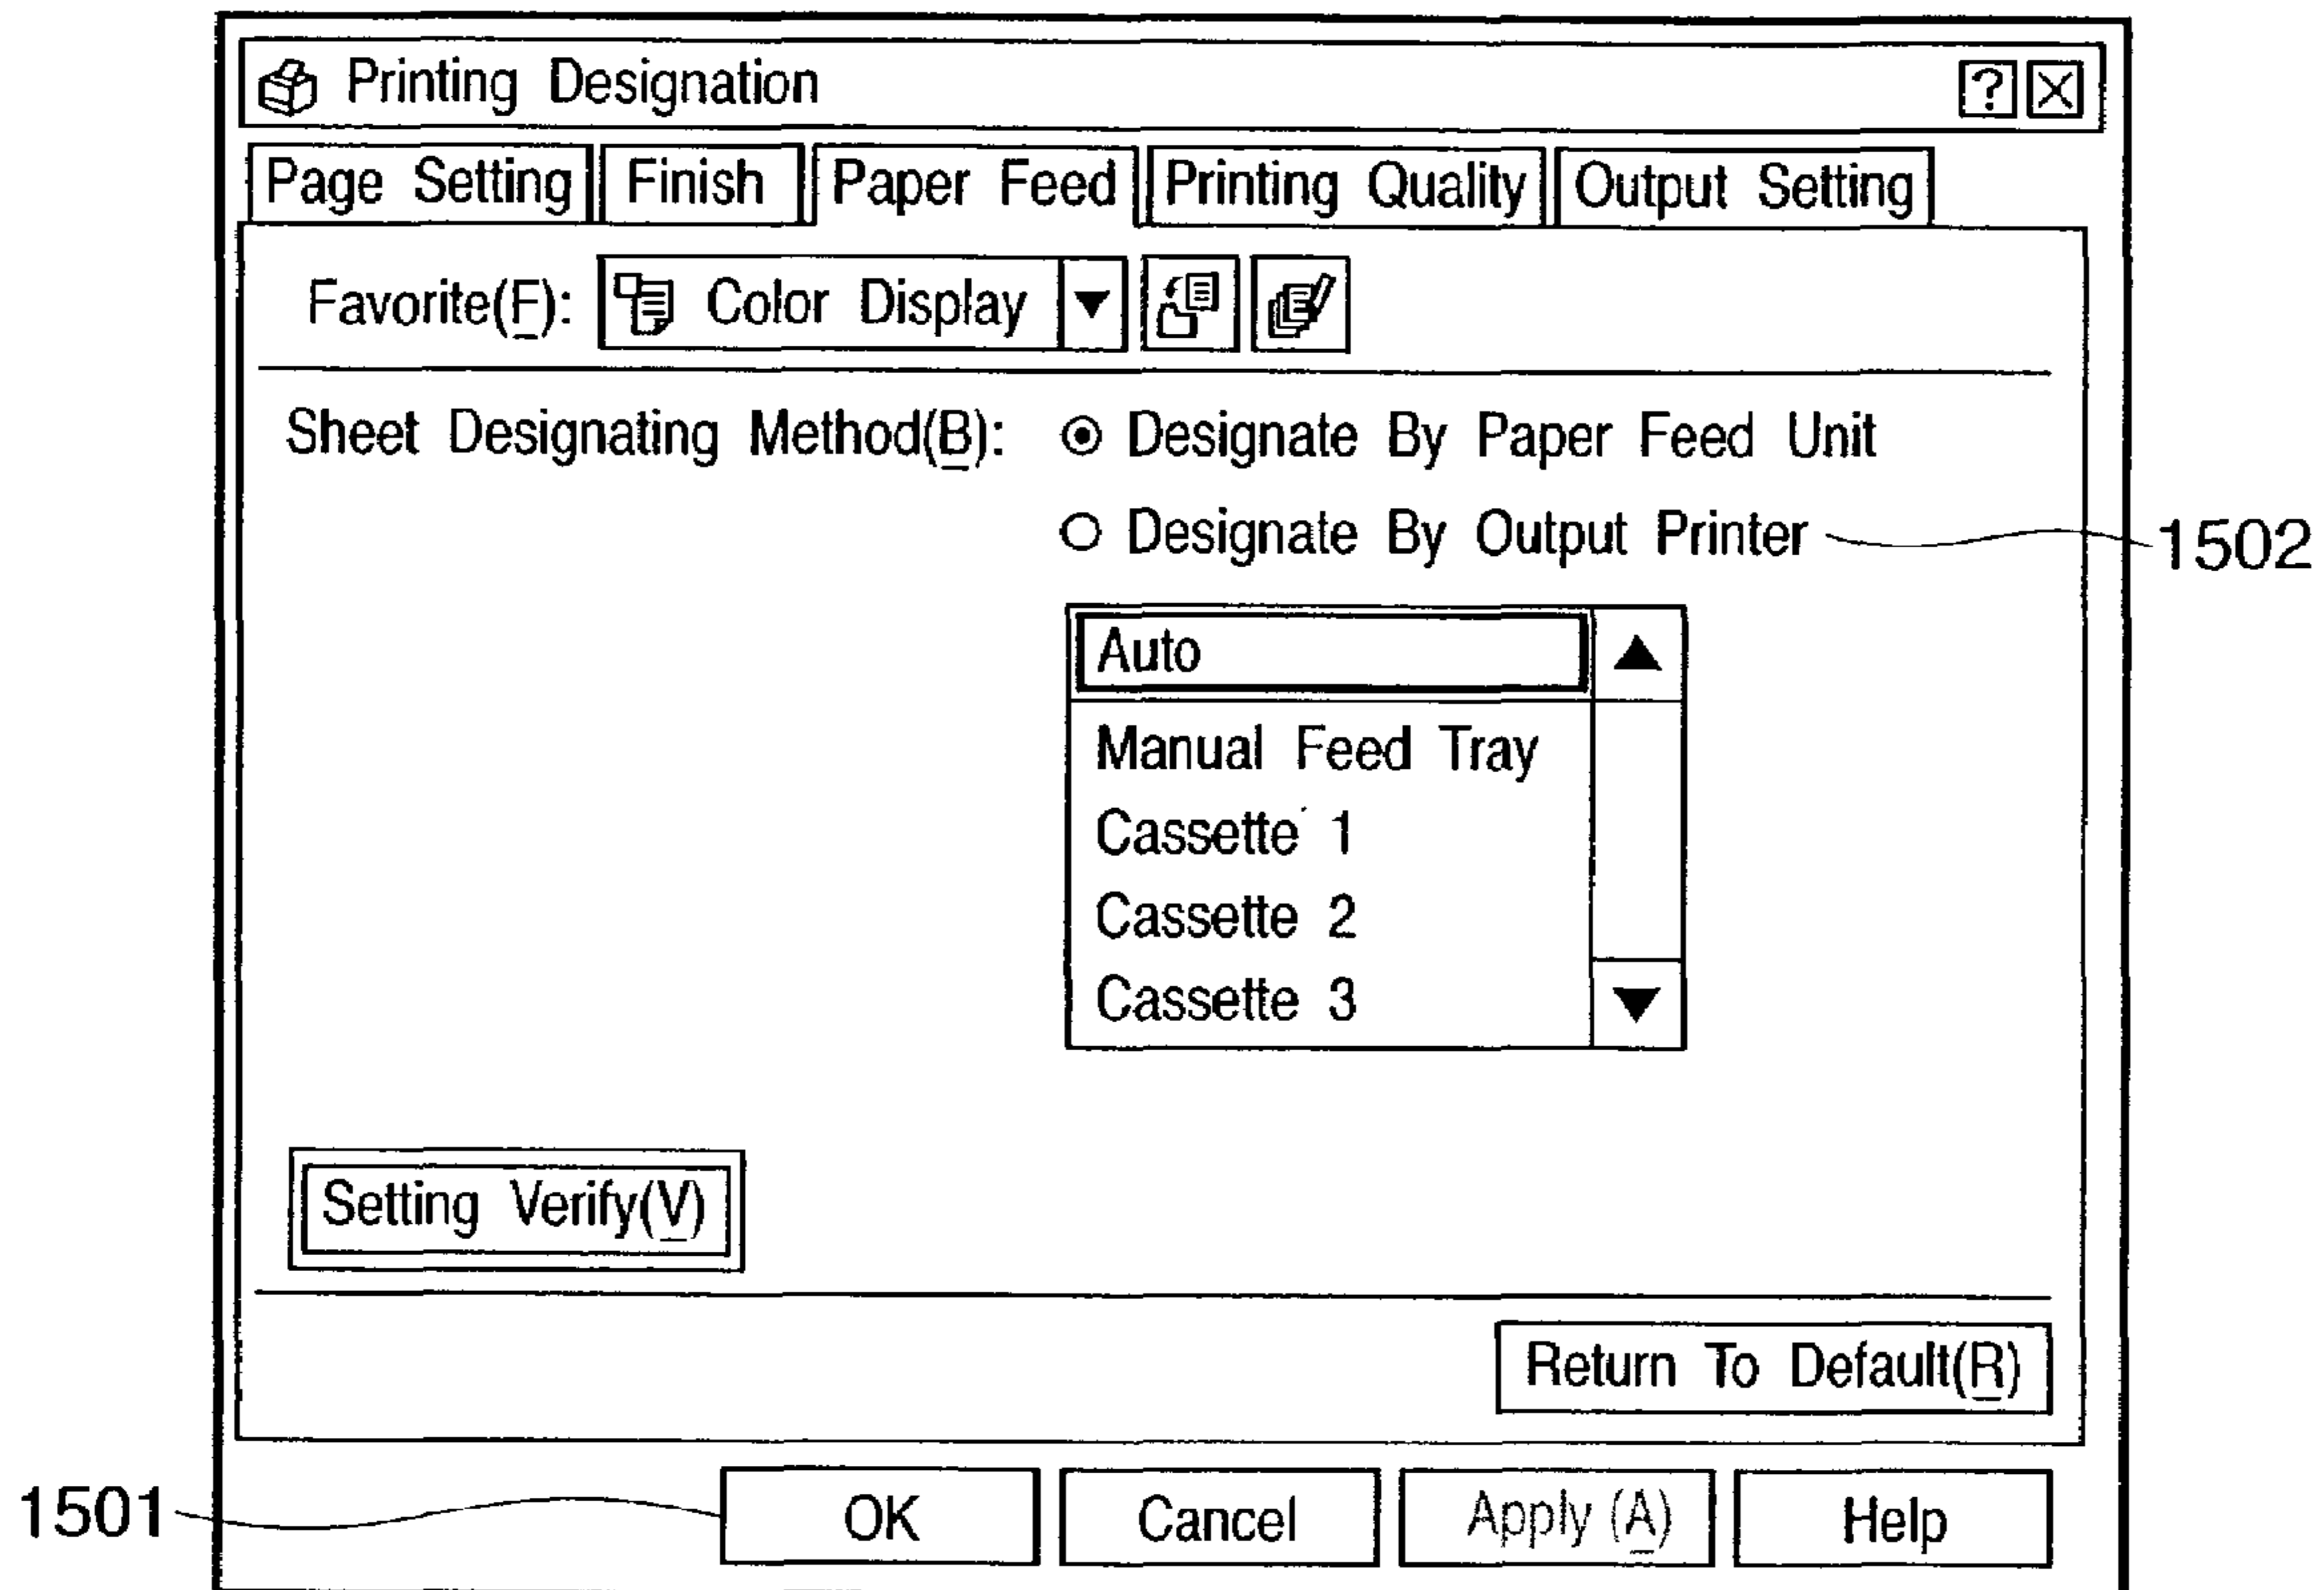 Printing Designation ? X
Page Setting Finish Paper Feed Printing Quality Output Setting
Favorite(F): Color Display
Sheet Designating Method(B): Designate By Paper Feed Unit
Designate By Output Printer 1502
Auto
Manual Feed Tray
Cassette 1
Cassette 2
Cassette 3
Setting Verify(V)
Return To Default(R)
1501 OK Cancel Apply (A) Help